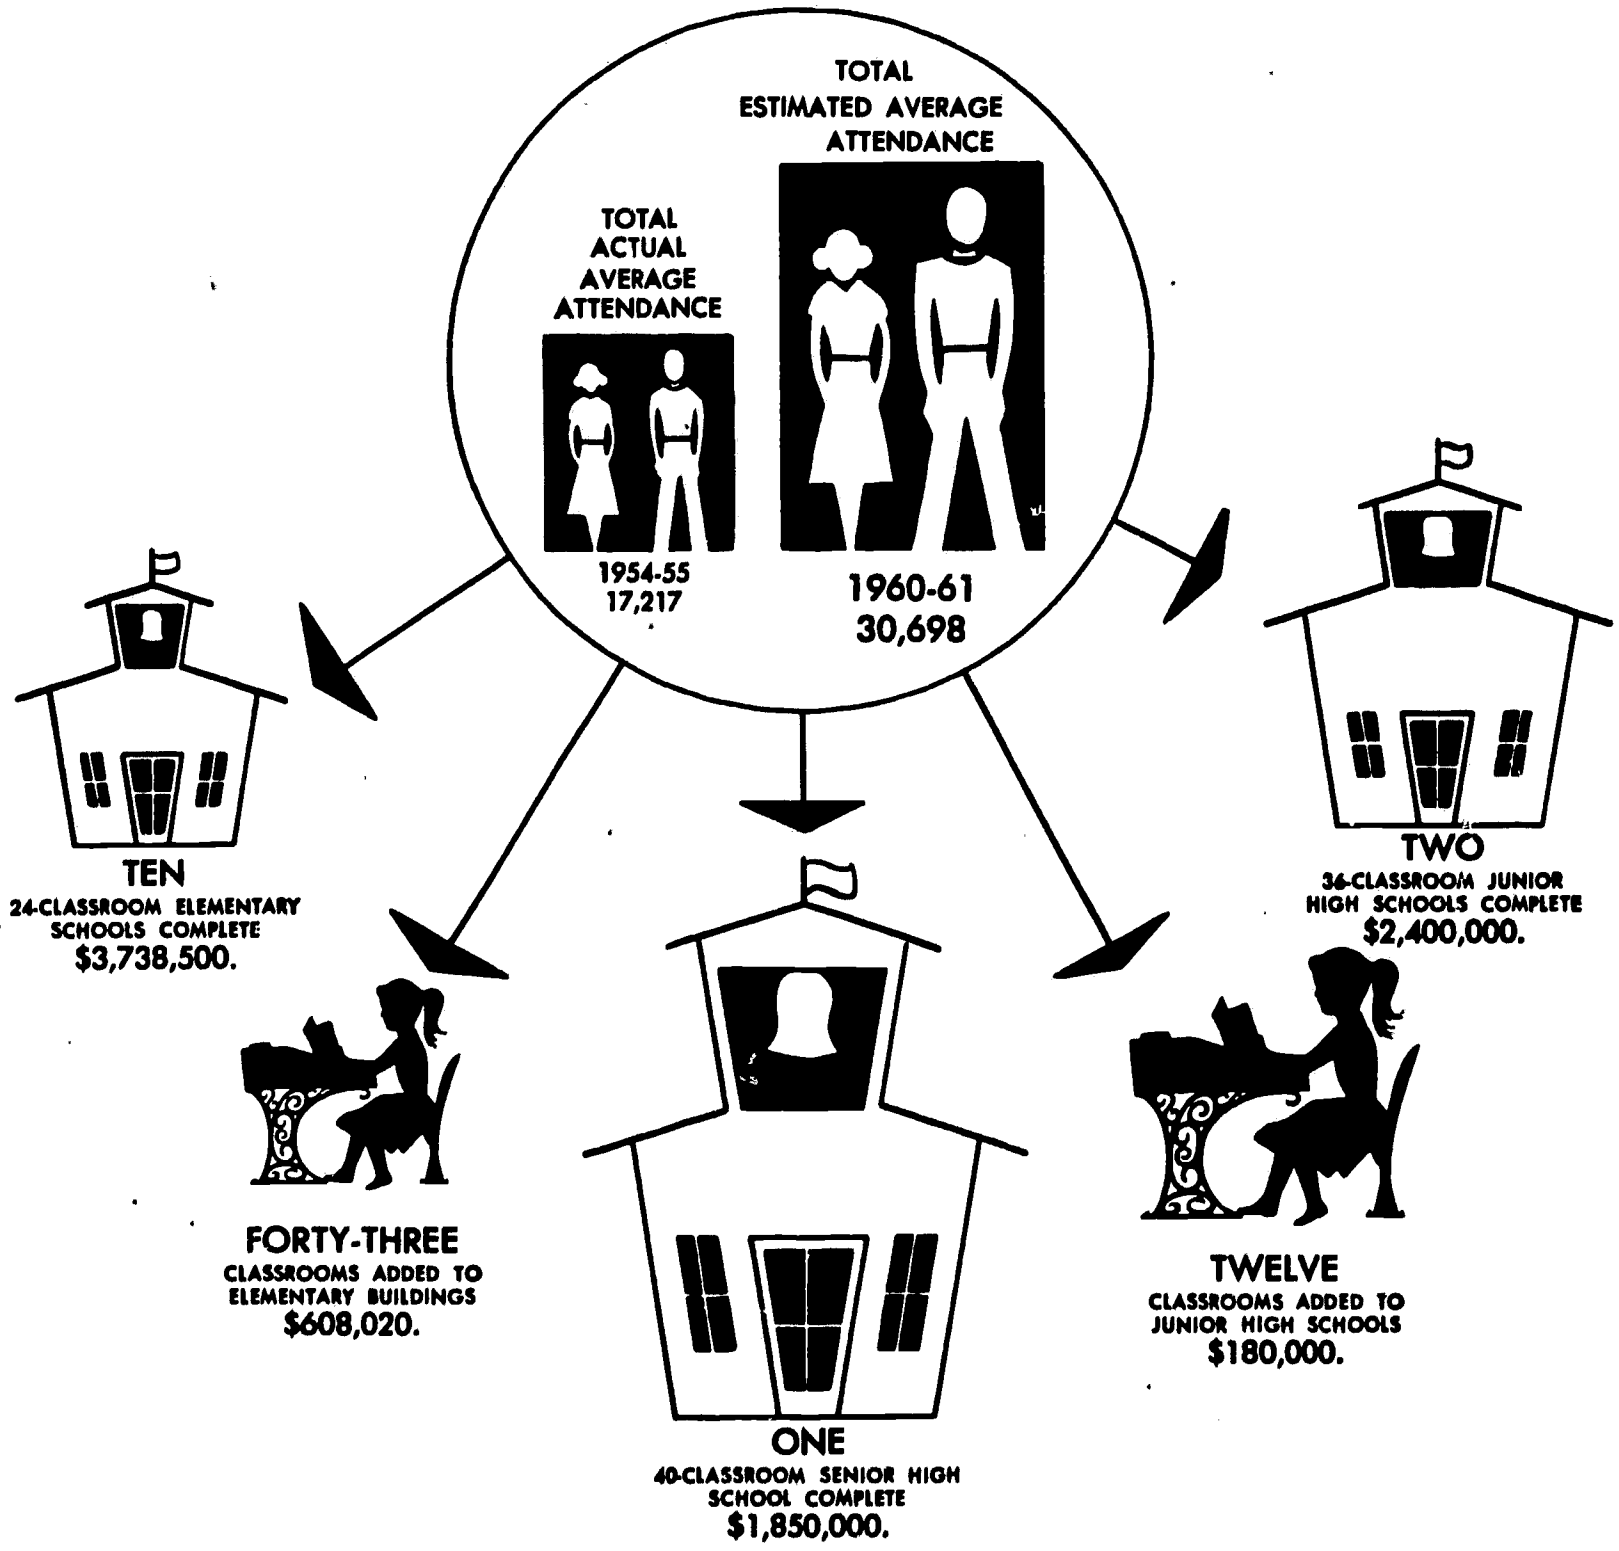 TOTAL
ESTIMATED AVERAGE
ATTENDANCE
TOTAL
ACTUAL
AVERAGE
ATTENDANCE
1954-55
17,217
1960-61
30,698
TEN
24-CLASSROOM ELEMENTARY
SCHOOLS COMPLETE
$3,738,500.
TWO
36-CLASSROOM JUNIOR
HIGH SCHOOLS COMPLETE
$2,400,000.
FORTY-THREE
CLASSROOMS ADDED TO
ELEMENTARY BUILDINGS
$608,020.
TWELVE
CLASSROOMS ADDED TO
JUNIOR HIGH SCHOOLS
$180,000.
ONE
40-CLASSROOM SENIOR HIGH
SCHOOL COMPLETE
$1,850,000.